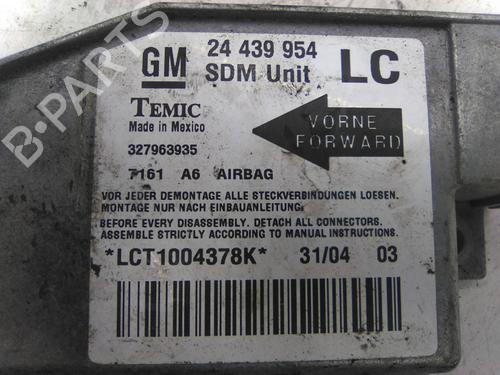 GM 24 439 954 LC
SDM Unit
TEMIC
Made in Mexico
VORNE
FORWARD
327963935
7161 A6 AIRBAG
VOR JEDER DEMONTAGE ALLE STECKVERBINDUNGEN LOESEN.
MONTAGE NUR NACH EINBAUANLEITUNG.
BEFORE EVERY DISASSEMBLY. DETACH ALL CONNECTORS.
ASSEMBLE STRICTLY ACCORDING TO MANUAL INSTRUCTIONS.
*LCT1004378K* 31/04 03
B-PARTS